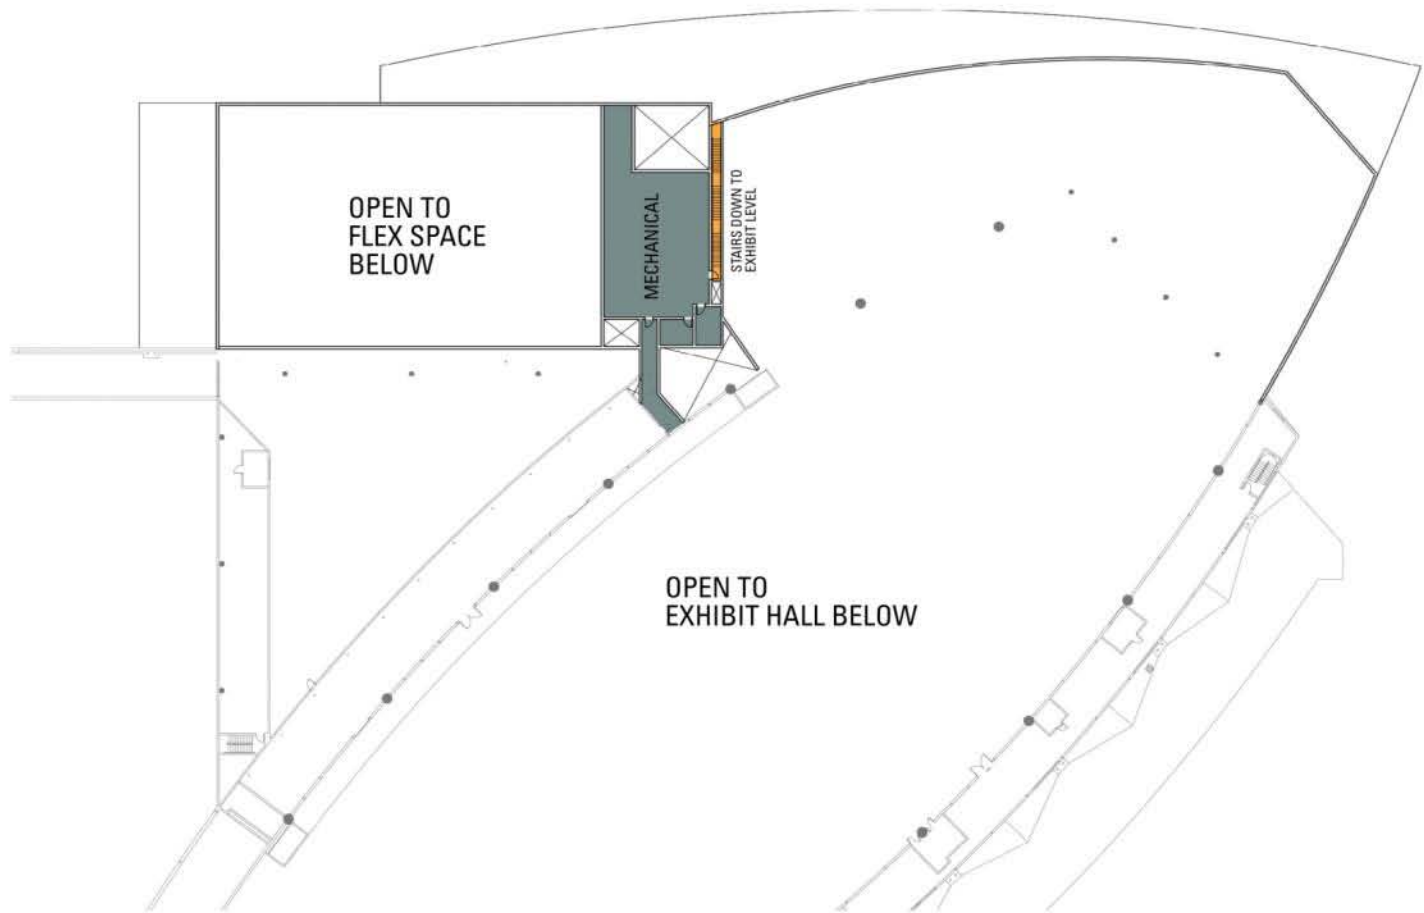 OPEN TO
FLEX SPACE
BELOW
MECHANICAL
STAIRS DOWN TO
EXHIBIT LEVEL
OPEN TO
EXHIBIT HALL BELOW